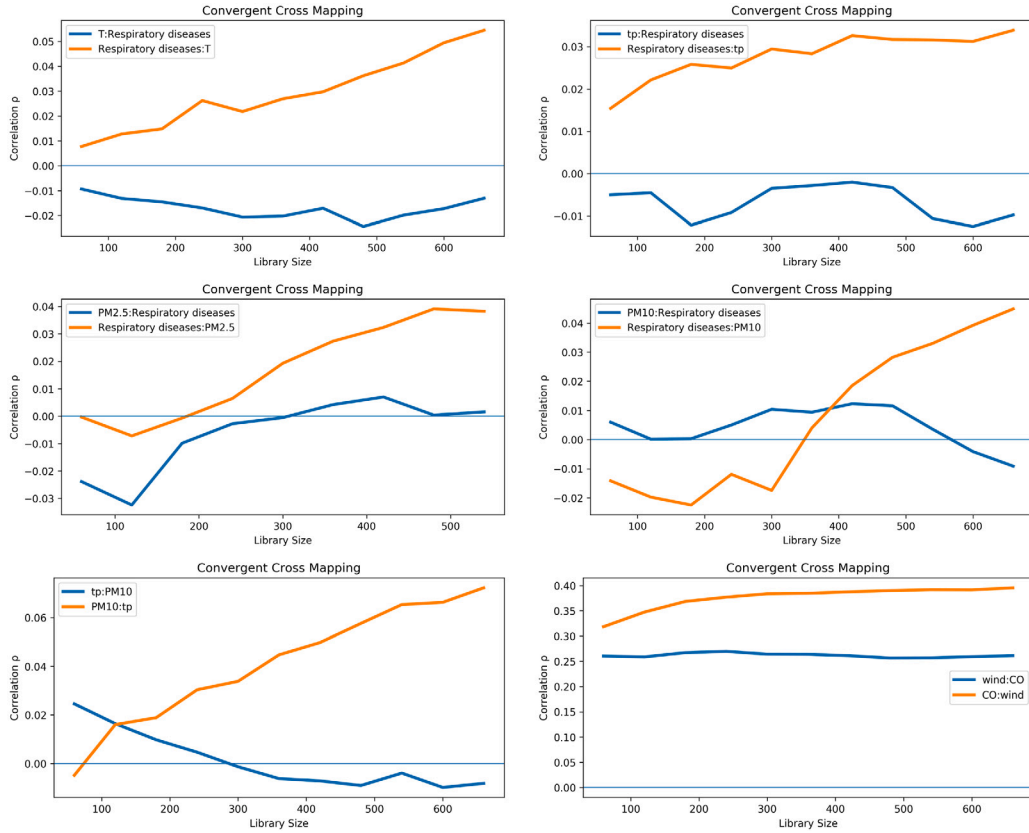 Convergent Cross Mapping
T:Respiratory diseases
Respiratory diseases:T
Correlation ρ
0.05
0.04
0.03
0.02
0.01
0.00
−0.01
−0.02
100 200 300 400 500 600
Library Size
Convergent Cross Mapping
tp:Respiratory diseases
Respiratory diseases:tp
Correlation ρ
0.03
0.02
0.01
0.00
−0.01
100 200 300 400 500 600
Library Size
Convergent Cross Mapping
PM2.5:Respiratory diseases
Respiratory diseases:PM2.5
Correlation ρ
0.04
0.03
0.02
0.01
0.00
−0.01
−0.02
−0.03
100 200 300 400 500
Library Size
Convergent Cross Mapping
PM10:Respiratory diseases
Respiratory diseases:PM10
Correlation ρ
0.04
0.03
0.02
0.01
0.00
−0.01
−0.02
100 200 300 400 500 600
Library Size
Convergent Cross Mapping
tp:PM10
PM10:tp
Correlation ρ
0.06
0.04
0.02
0.00
100 200 300 400 500 600
Library Size
Convergent Cross Mapping
wind:CO
CO:wind
Correlation ρ
0.40
0.35
0.30
0.25
0.20
0.15
0.10
0.05
0.00
100 200 300 400 500 600
Library Size